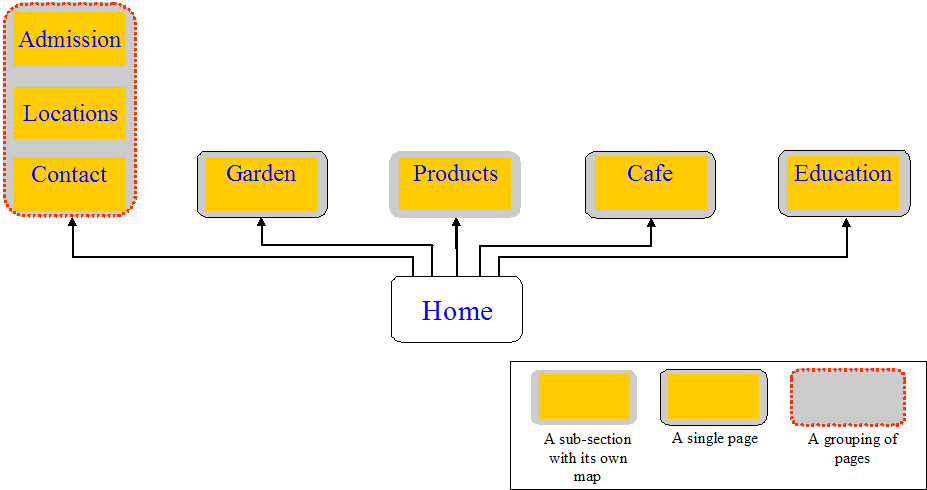 Admission
Locations
Contact
Garden
Products
Cafe
Education
Home
A sub-section
with its own
map
A single page
A grouping of
pages